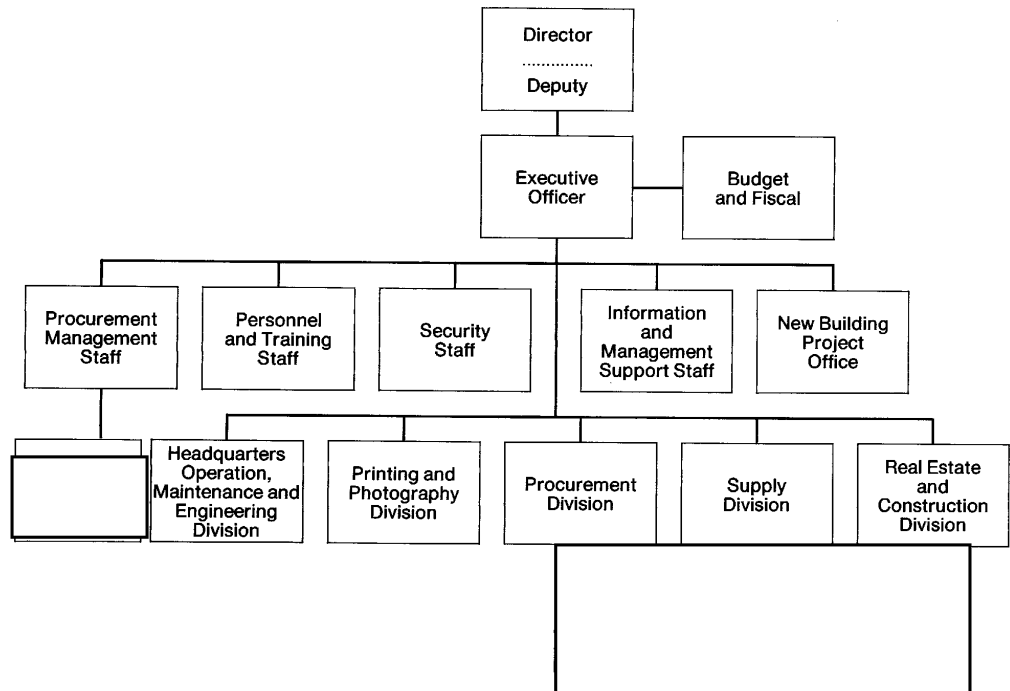 Director
..............
Deputy
Executive
Officer
Budget
and Fiscal
Procurement
Management
Staff
Personnel
and Training
Staff
Security
Staff
Information
and
Management
Support Staff
New Building
Project
Office
Headquarters
Operation,
Maintenance and
Engineering
Division
Printing and
Photography
Division
Procurement
Division
Supply
Division
Real Estate
and
Construction
Division